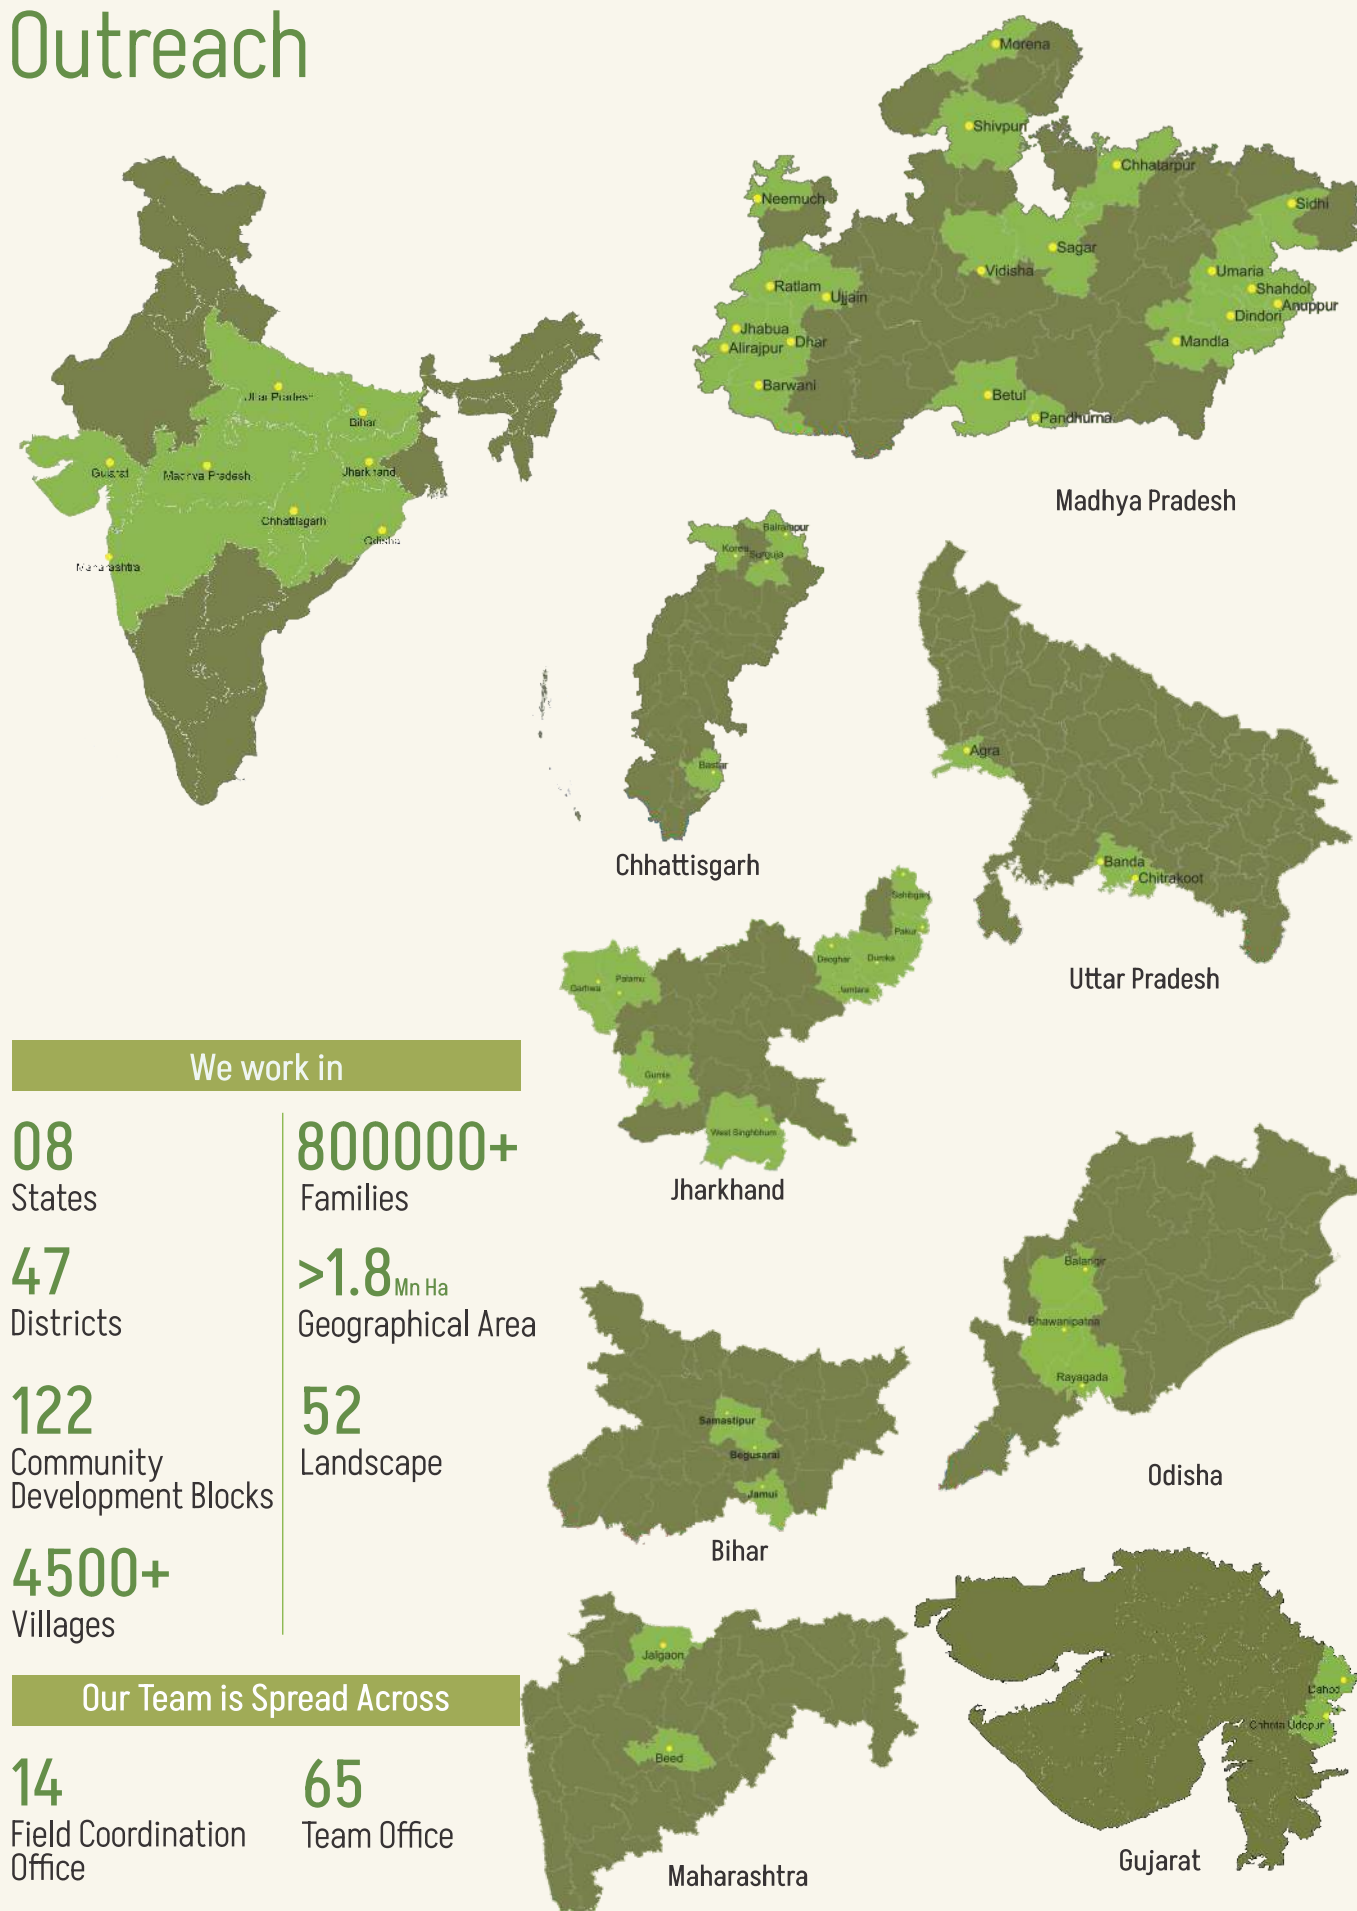 Outreach
Uttar Pradesh
Bihar
Gujarat
Madhya Pradesh
Jharkhand
Chhattisgarh
Odisha
Maharashtra
Morena
Shivpuri
Chhatarpur
Neemuch
Sidhi
Sagar
Vidisha
Umaria
Ratlam
Shahdol
Ujjain
Anuppur
Dindori
Jhabua
Dhar
Mandla
Alirajpur
Barwani
Betul
Pandhurna
Madhya Pradesh
Balrampur
Korea
Surguja
Bastar
Chhattisgarh
Agra
Banda
Chitrakoot
Uttar Pradesh
Sahibganj
Pakur
Deoghar
Dumka
Jamtara
Palamu
Garhwa
Gumla
West Singhbhum
Jharkhand
We work in
08
States
800000+
Families
47
Districts
>1.8 Mn Ha
Geographical Area
122
Community
Development Blocks
52
Landscape
4500+
Villages
Balangir
Bhawanipatna
Rayagada
Odisha
Samastipur
Begusarai
Jamui
Bihar
Our Team is Spread Across
14
Field Coordination
Office
65
Team Office
Jalgaon
Beed
Maharashtra
Dahod
Chhota Udepur
Gujarat